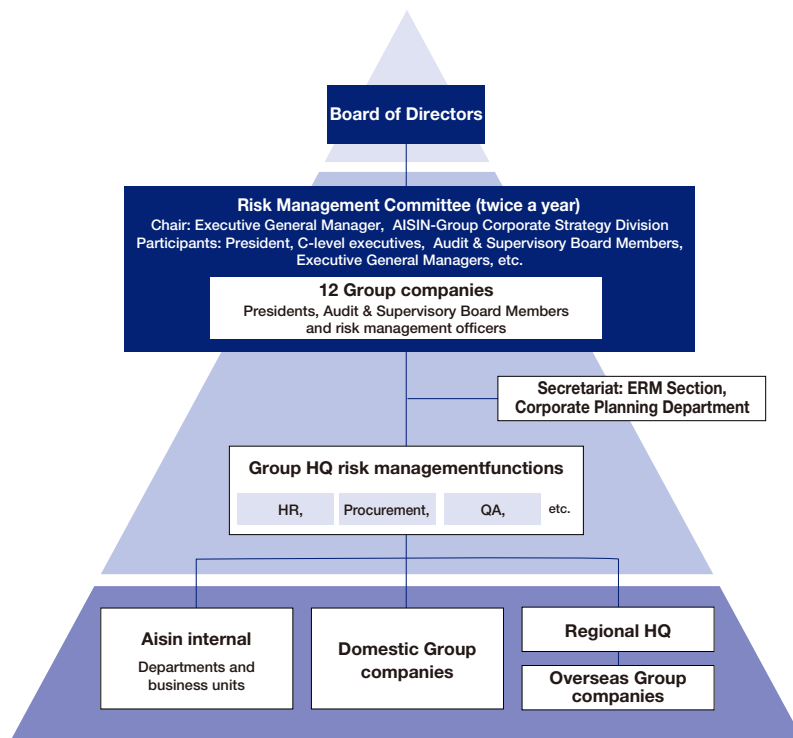 Board of Directors
Risk Management Committee (twice a year)
Chair: Executive General Manager, AISIN-Group Corporate Strategy Division
Participants: President, C-level executives, Audit & Supervisory Board Members,
Executive General Managers, etc.
12 Group companies
Presidents, Audit & Supervisory Board Members
and risk management officers
Secretariat: ERM Section,
Corporate Planning Department
Group HQ risk managementfunctions
HR,
Procurement,
QA,
etc.
Aisin internal
Departments and
business units
Domestic Group
companies
Regional HQ
Overseas Group
companies